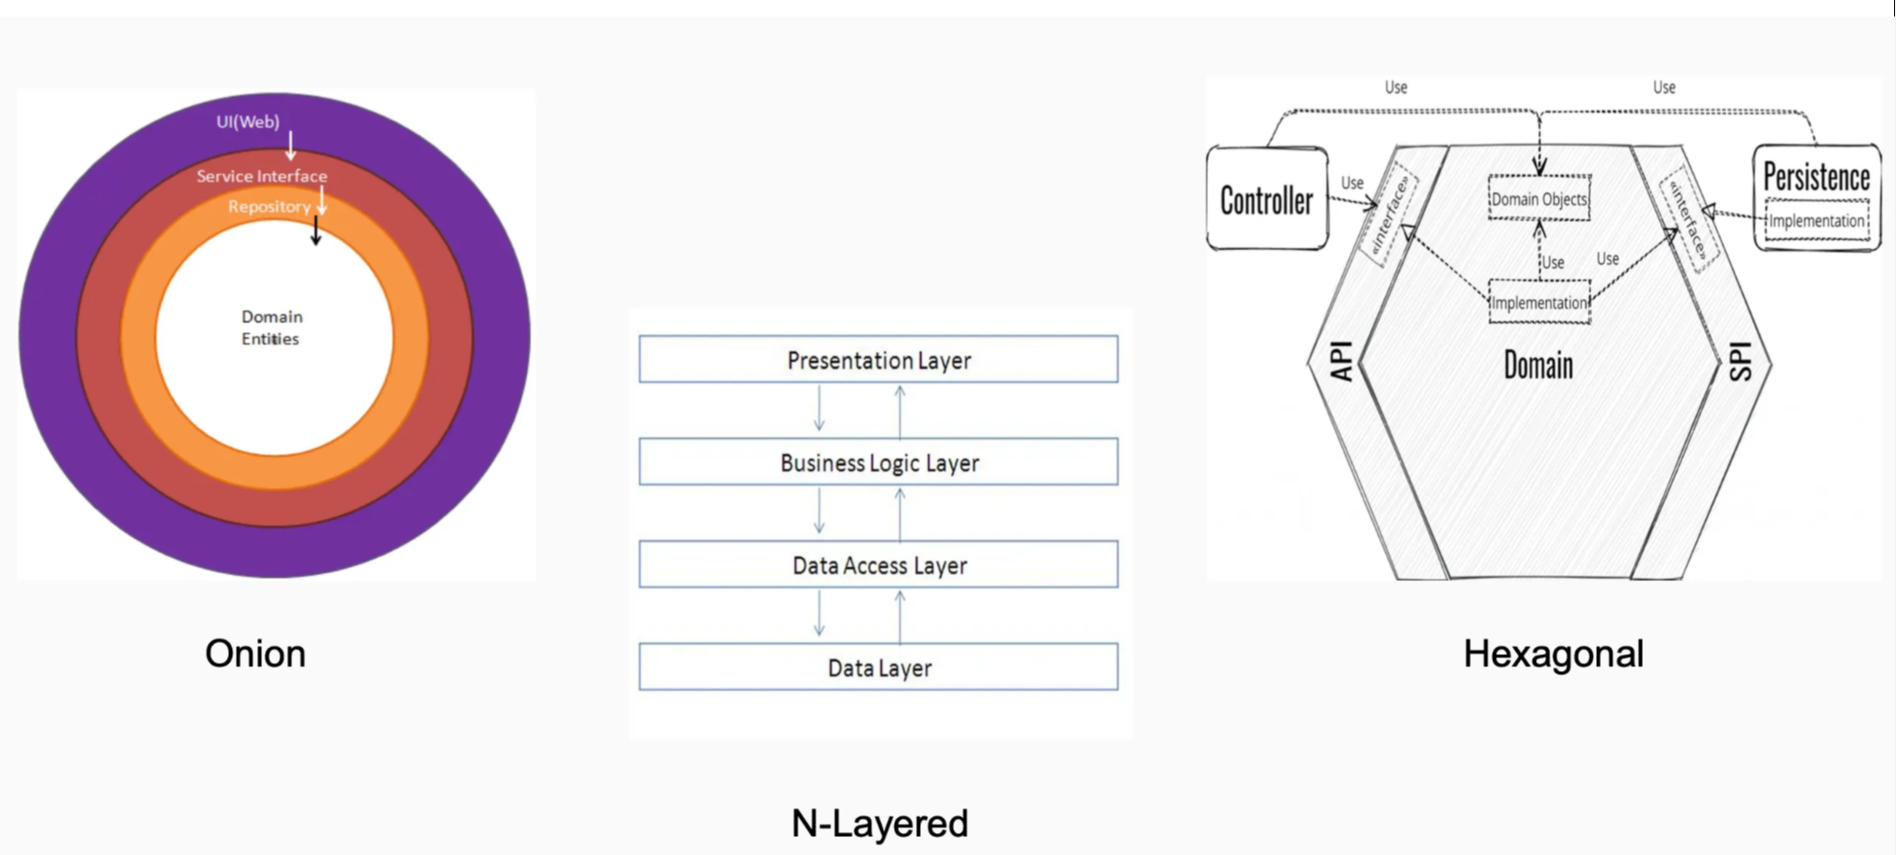 UI(Web)
Service Interface
Repository
Domain
Entities
Onion
Presentation Layer
Business Logic Layer
Data Access Layer
Data Layer
N-Layered
Use
Use
Controller
Use
«interface»
Domain Objects
«interface»
Persistence
Implementation
Use
Use
Implementation
API
Domain
SPI
Hexagonal